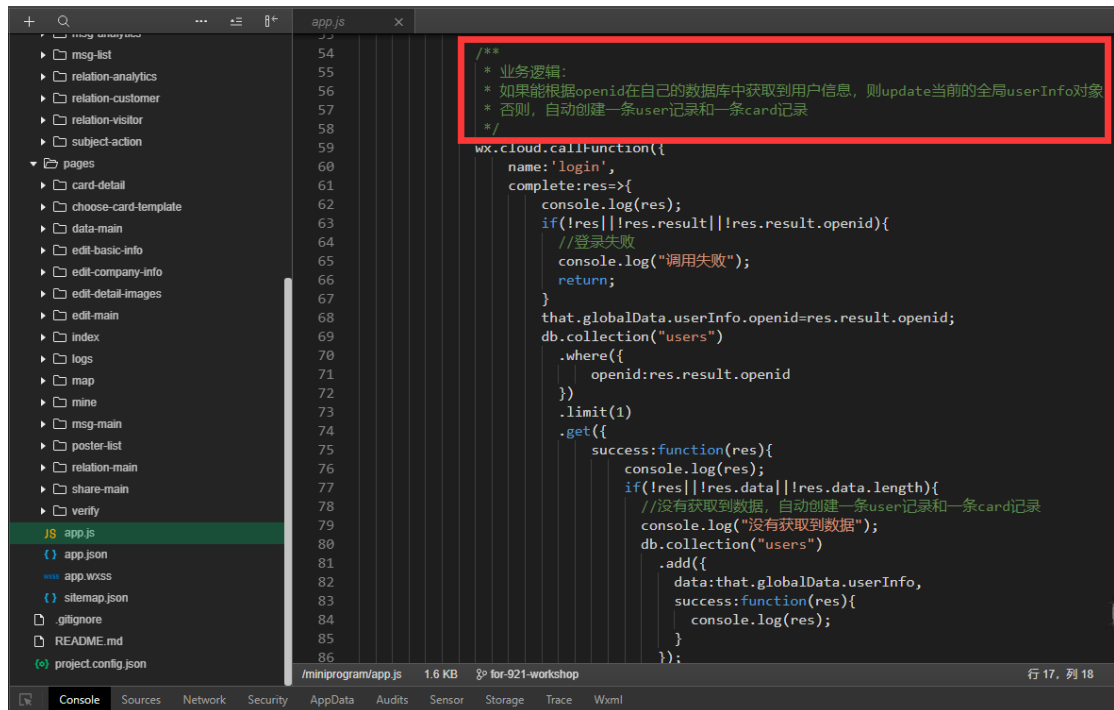 app.js
msg-analytics
msg-list
relation-analytics
relation-customer
relation-visitor
subject-action
pages
card-detail
choose-card-template
data-main
edit-basic-info
edit-company-info
edit-detail-images
edit-main
index
logs
map
mine
msg-main
poster-list
relation-main
share-main
verify
JS app.js
{ } app.json
wxss app.wxss
{ } sitemap.json
.gitignore
README.md
{o} project.config.json
53
54 /**
55 * 业务逻辑:
56 * 如果能根据openid在自己的数据库中获取到用户信息, 则update当前的全局userInfo对象
57 * 否则, 自动创建一条user记录和一条card记录
58 */
59 wx.cloud.callFunction({
60 name:'login',
61 complete:res=>{
62 console.log(res);
63 if(!res||!res.result||!res.result.openid){
64 //登录失败
65 console.log("调用失败");
66 return;
67 }
68 that.globalData.userInfo.openid=res.result.openid;
69 db.collection("users")
70 .where({
71 openid:res.result.openid
72 })
73 .limit(1)
74 .get({
75 success:function(res){
76 console.log(res);
77 if(!res||!res.data||!res.data.length){
78 //没有获取到数据, 自动创建一条user记录和一条card记录
79 console.log("没有获取到数据");
80 db.collection("users")
81 .add({
82 data:that.globalData.userInfo,
83 success:function(res){
84 console.log(res);
85 }
86 });
/miniprogram/app.js 1.6 KB for-921-workshop 行 17, 列 18
Console Sources Network Security AppData Audits Sensor Storage Trace Wxml